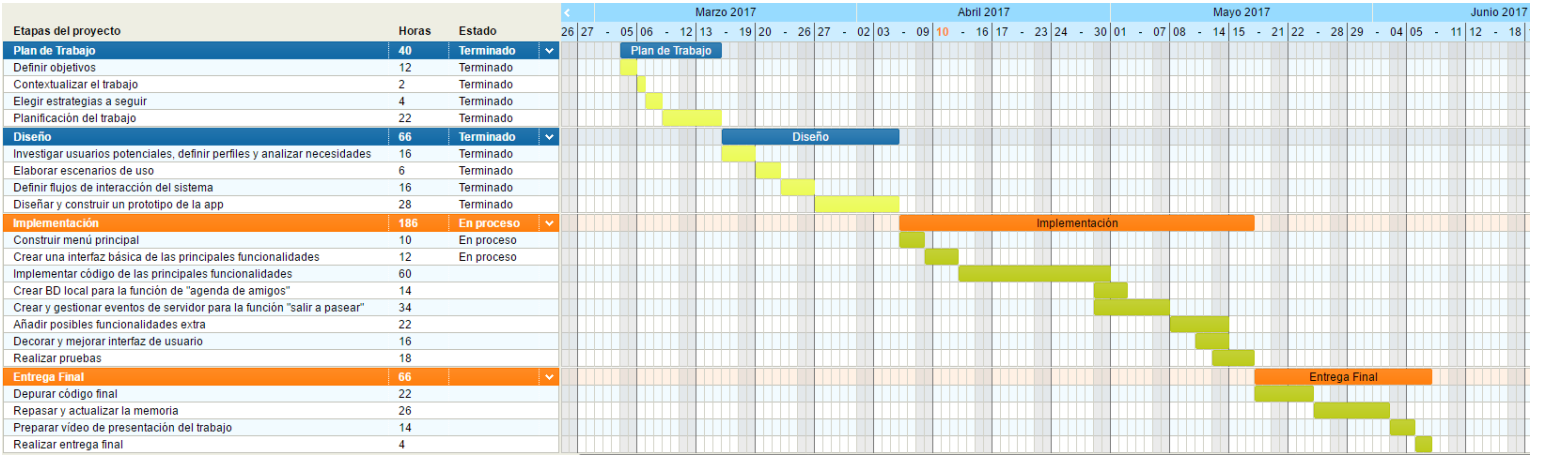 Marzo 2017 Abril 2017 Mayo 2017 Junio 2017
Etapas del proyecto Horas Estado 26 27 - 05 06 - 12 13 - 19 20 - 26 27 - 02 03 - 09 10 - 16 17 - 23 24 - 30 01 - 07 08 - 14 15 - 21 22 - 28 29 - 04 05 - 11 12 - 18
Plan de Trabajo 40 Terminado Plan de Trabajo
Definir objetivos 12 Terminado
Contextualizar el trabajo 2 Terminado
Elegir estrategias a seguir 4 Terminado
Planificación del trabajo 22 Terminado
Diseño 66 Terminado Diseño
Investigar usuarios potenciales, definir perfiles y analizar necesidades 16 Terminado
Elaborar escenarios de uso 6 Terminado
Definir flujos de interacción del sistema 16 Terminado
Diseñar y construir un prototipo de la app 28 Terminado
Implementación 186 En proceso Implementación
Construir menú principal 10 En proceso
Crear una interfaz básica de las principales funcionalidades 12 En proceso
Implementar código de las principales funcionalidades 60
Crear BD local para la función de "agenda de amigos" 14
Crear y gestionar eventos de servidor para la función "salir a pasear" 34
Añadir posibles funcionalidades extra 22
Decorar y mejorar interfaz de usuario 16
Realizar pruebas 18
Entrega Final 66 Entrega Final
Depurar código final 22
Repasar y actualizar la memoria 26
Preparar vídeo de presentación del trabajo 14
Realizar entrega final 4